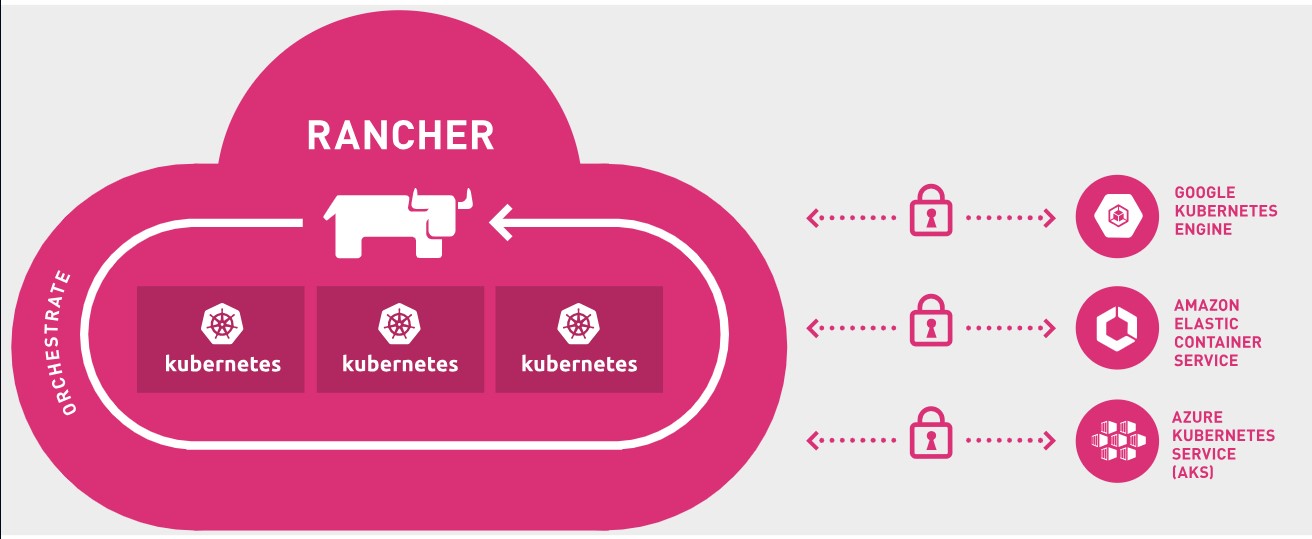 RANCHER
ORCHESTRATE
kubernetes
kubernetes
kubernetes
GOOGLE
KUBERNETES
ENGINE
AMAZON
ELASTIC
CONTAINER
SERVICE
AZURE
KUBERNETES
SERVICE
(AKS)